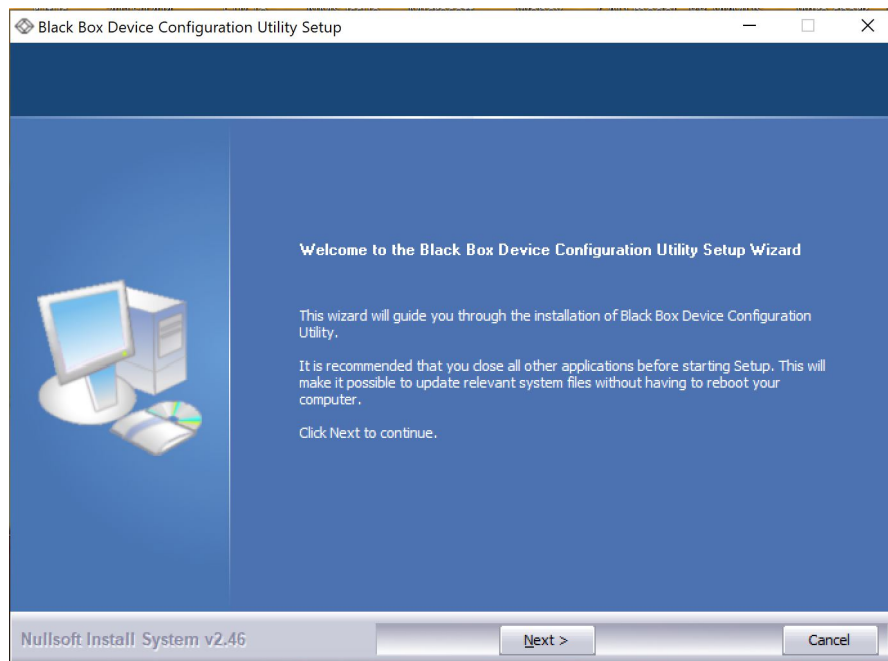 Black Box Device Configuration Utility Setup
Welcome to the Black Box Device Configuration Utility Setup Wizard
This wizard will guide you through the installation of Black Box Device Configuration
Utility.
It is recommended that you close all other applications before starting Setup. This will
make it possible to update relevant system files without having to reboot your
computer.
Click Next to continue.
Nullsoft Install System v2.46
Next >
Cancel